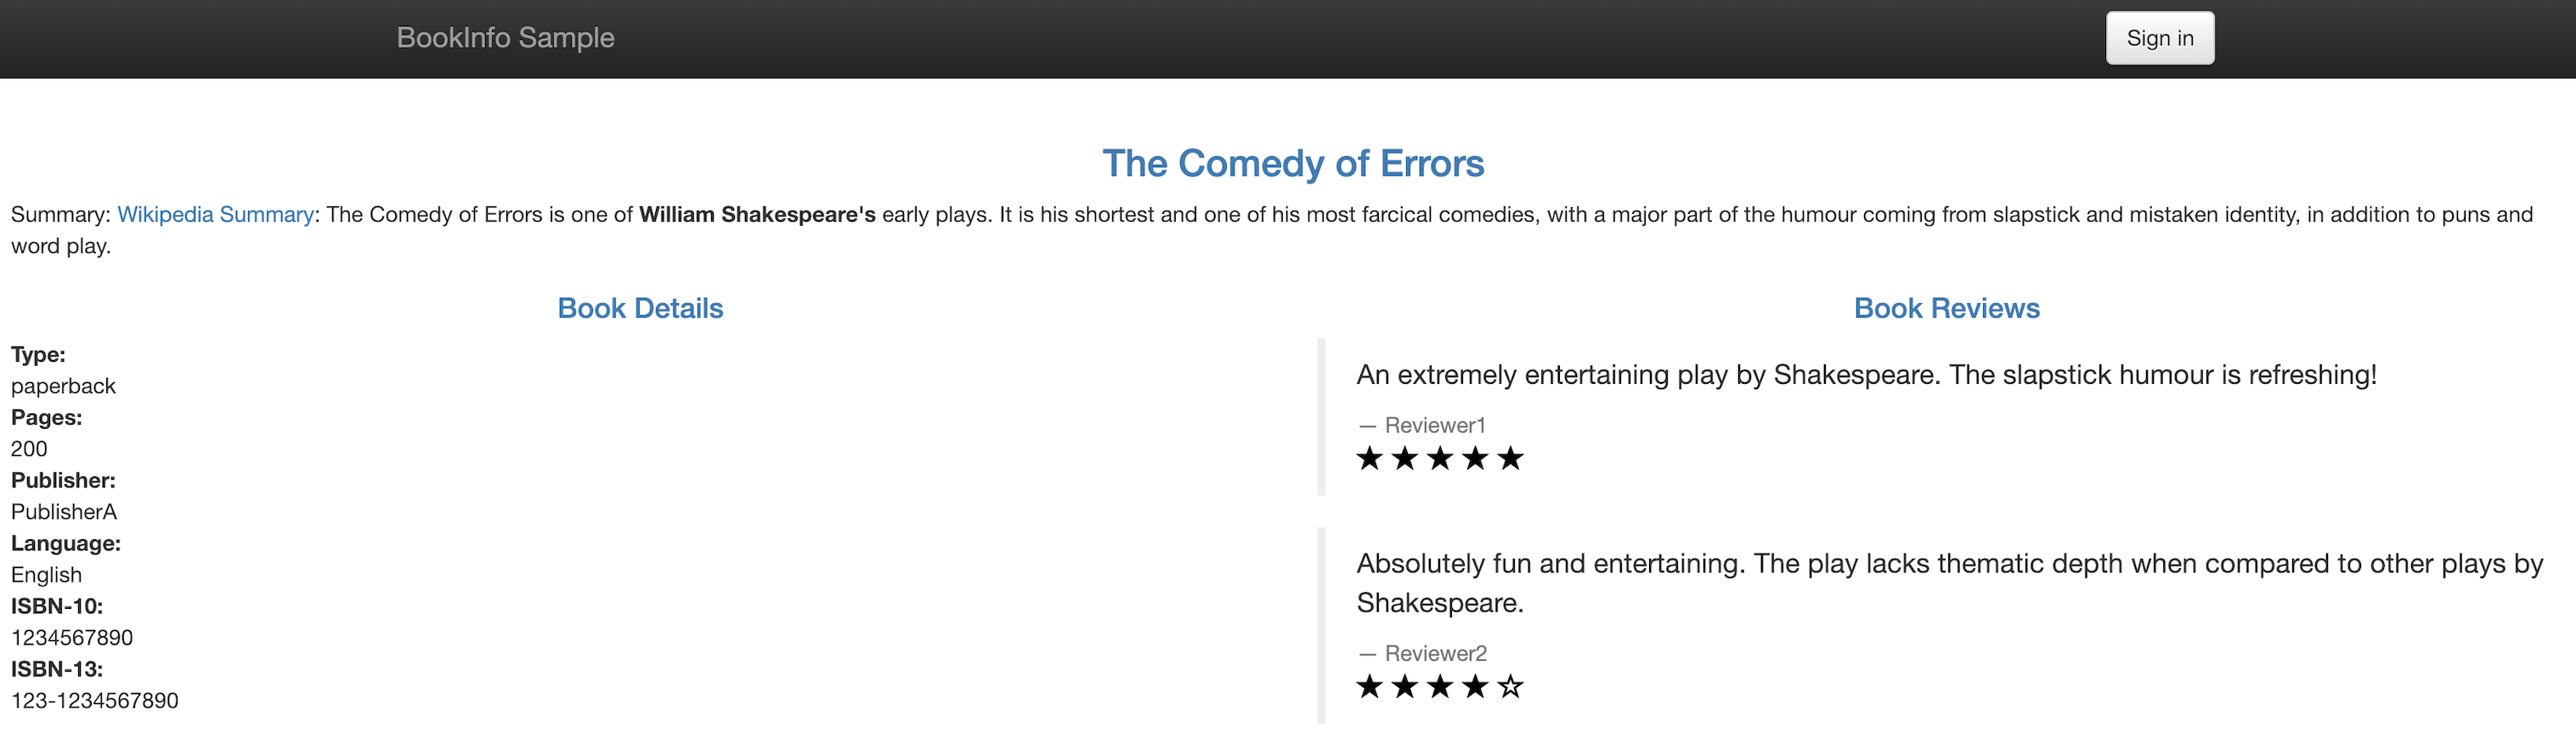 BookInfo Sample
Sign in
The Comedy of Errors
Summary: Wikipedia Summary: The Comedy of Errors is one of William Shakespeare's early plays. It is his shortest and one of his most farcical comedies, with a major part of the humour coming from slapstick and mistaken identity, in addition to puns and
word play.
Book Details
Type:
paperback
Pages:
200
Publisher:
PublisherA
Language:
English
ISBN-10:
1234567890
ISBN-13:
123-1234567890
Book Reviews
An extremely entertaining play by Shakespeare. The slapstick humour is refreshing!
— Reviewer1
★ ★ ★ ★ ★
Absolutely fun and entertaining. The play lacks thematic depth when compared to other plays by
Shakespeare.
— Reviewer2
★ ★ ★ ★ ☆